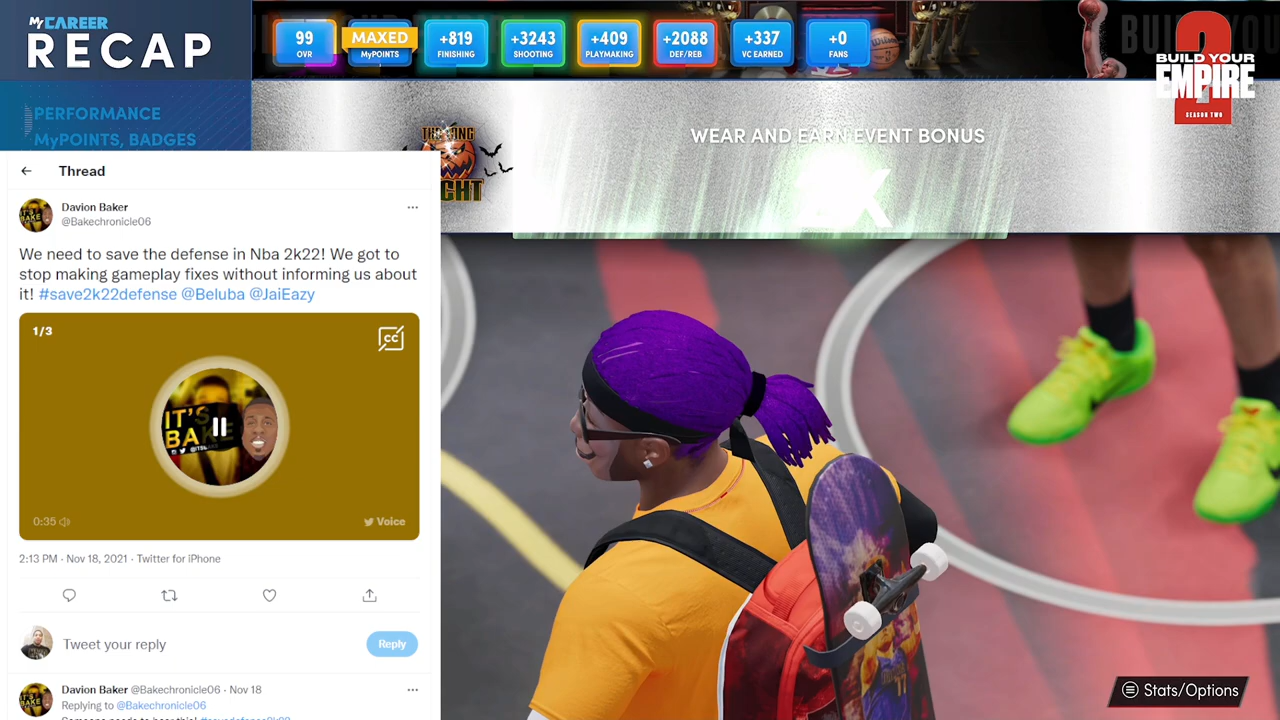 MyCAREER
RECAP
99
OVR
MAXED
MyPOINTS
+819
FINISHING
+3243
SHOOTING
+409
PLAYMAKING
+2088
DEF/REB
+337
VC EARNED
+0
FANS
BUILD YOUR
EMPIRE
2
SEASON TWO
PERFORMANCE
MyPOINTS, BADGES
WEAR AND EARN EVENT BONUS
Thread
Davion Baker
@Bakechronicle06
We need to save the defense in Nba 2k22! We got to
stop making gameplay fixes without informing us about
it! #save2k22defense @Beluba @JaiEazy
1/3
CC
IT'S
BAKE
0:35
Voice
2:13 PM · Nov 18, 2021 · Twitter for iPhone
Tweet your reply
Reply
Davion Baker @Bakechronicle06 · Nov 18
Replying to @Bakechronicle06
Stats/Options